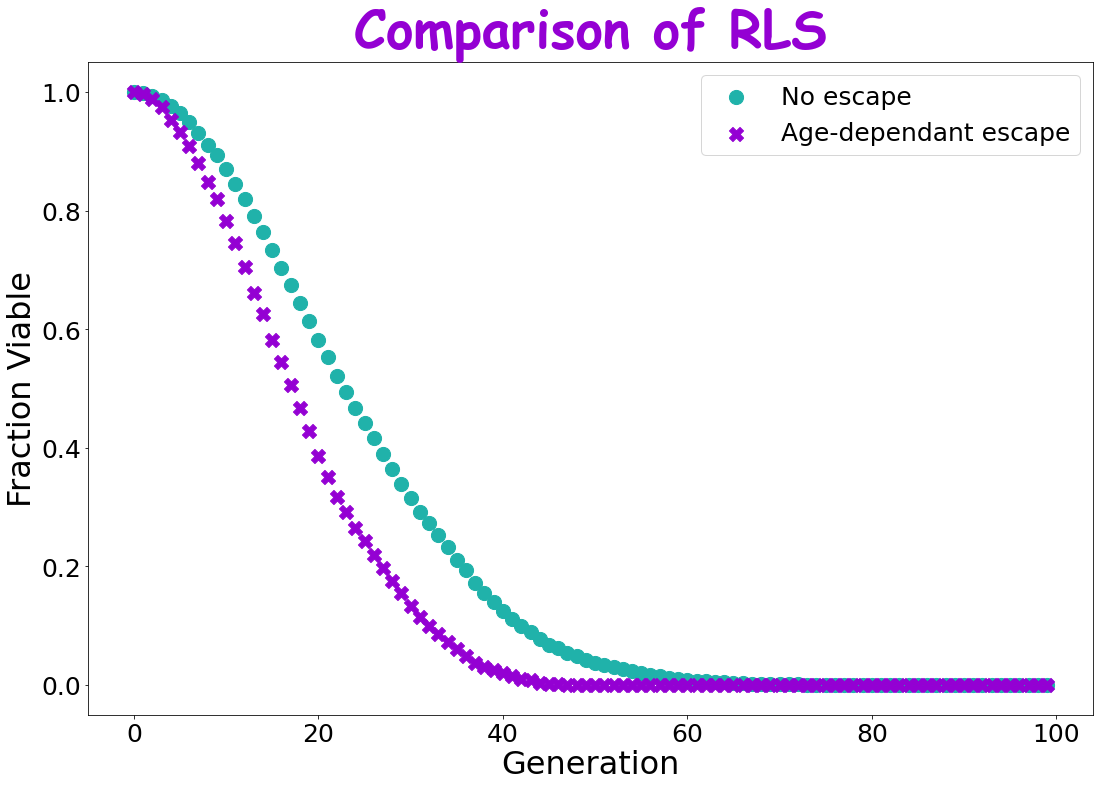 Comparison of RLS
No escape
Age-dependant escape
Fraction Viable
1.0
0.8
0.6
0.4
0.2
0.0
0 20 40 60 80 100
Generation